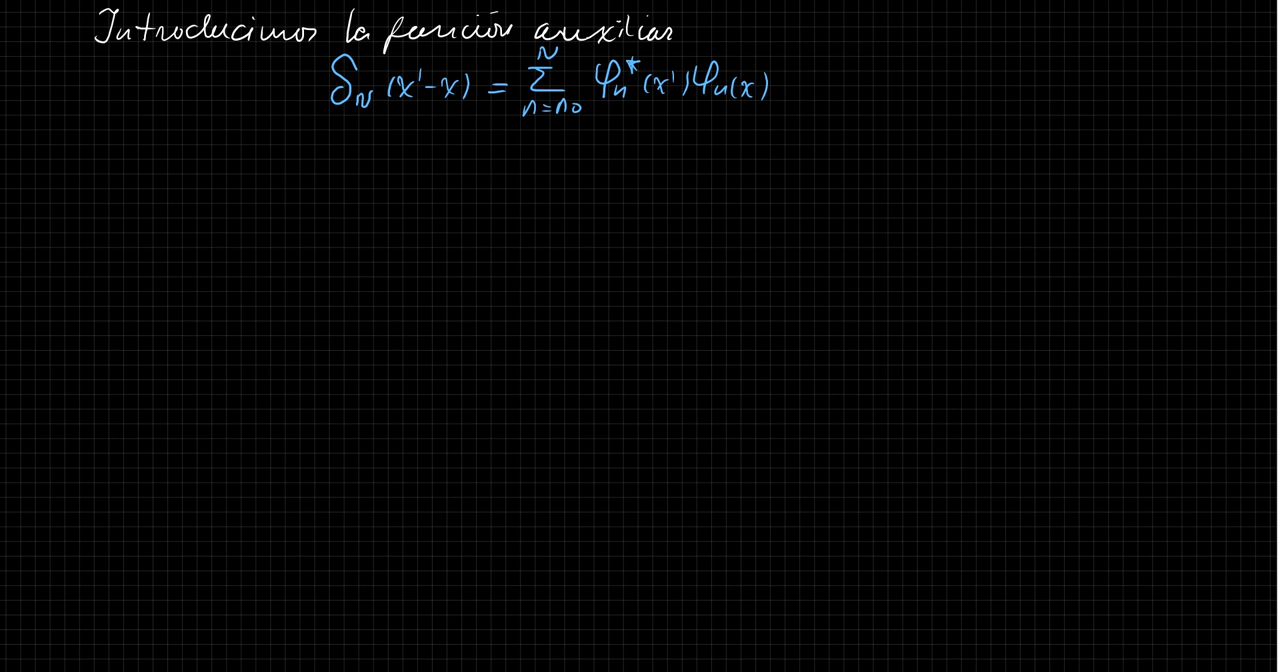 Introducimos la función auxiliar
δ_N (x'-x) = Σ_{n=n0}^{N} φ_n^*(x')φ_n(x)